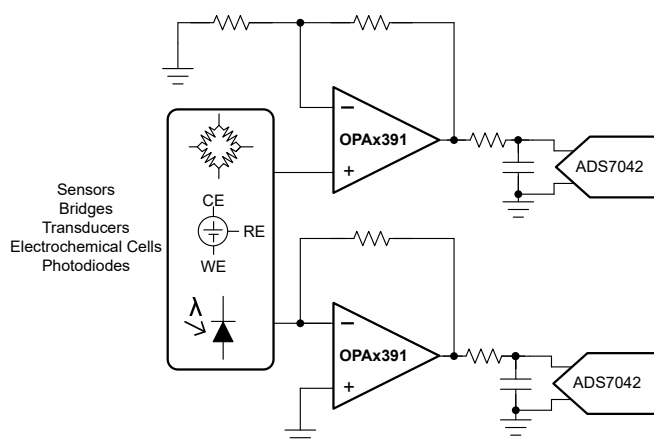 OPAx391
ADS7042
Sensors
Bridges
Transducers
Electrochemical Cells
Photodiodes
CE
RE
WE
λ
OPAx391
ADS7042